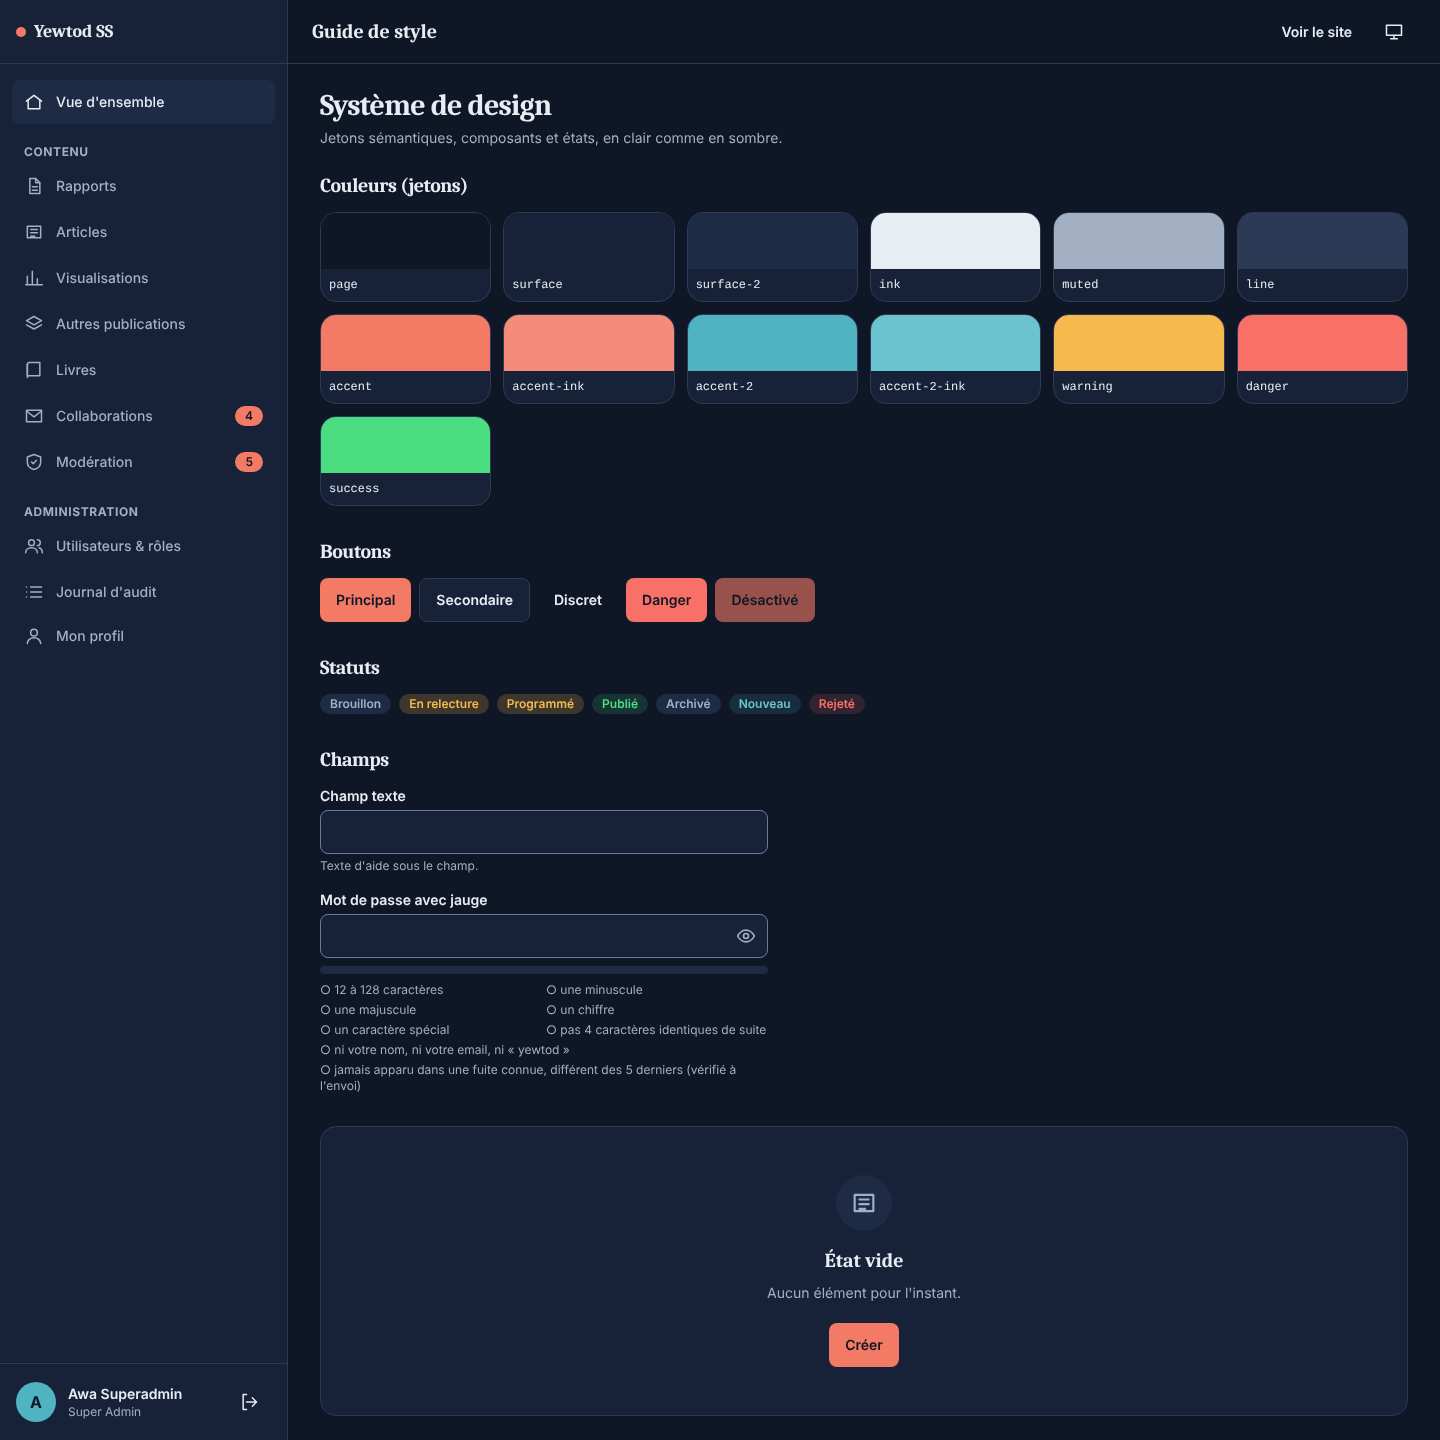 Yewtod SS
Guide de style
Voir le site
Vue d'ensemble
CONTENU
Rapports
Articles
Visualisations
Autres publications
Livres
Collaborations
4
Modération
5
ADMINISTRATION
Utilisateurs & rôles
Journal d'audit
Mon profil
A
Awa Superadmin
Super Admin
Système de design
Jetons sémantiques, composants et états, en clair comme en sombre.
Couleurs (jetons)
page
surface
surface-2
ink
muted
line
accent
accent-ink
accent-2
accent-2-ink
warning
danger
success
Boutons
Principal
Secondaire
Discret
Danger
Désactivé
Statuts
Brouillon
En relecture
Programmé
Publié
Archivé
Nouveau
Rejeté
Champs
Champ texte
Texte d'aide sous le champ.
Mot de passe avec jauge
12 à 128 caractères
une minuscule
une majuscule
un chiffre
un caractère spécial
pas 4 caractères identiques de suite
ni votre nom, ni votre email, ni « yewtod »
jamais apparu dans une fuite connue, différent des 5 derniers (vérifié à
l'envoi)
État vide
Aucun élément pour l'instant.
Créer